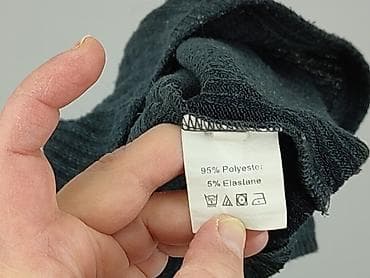 95% Polyester
5% Elastane